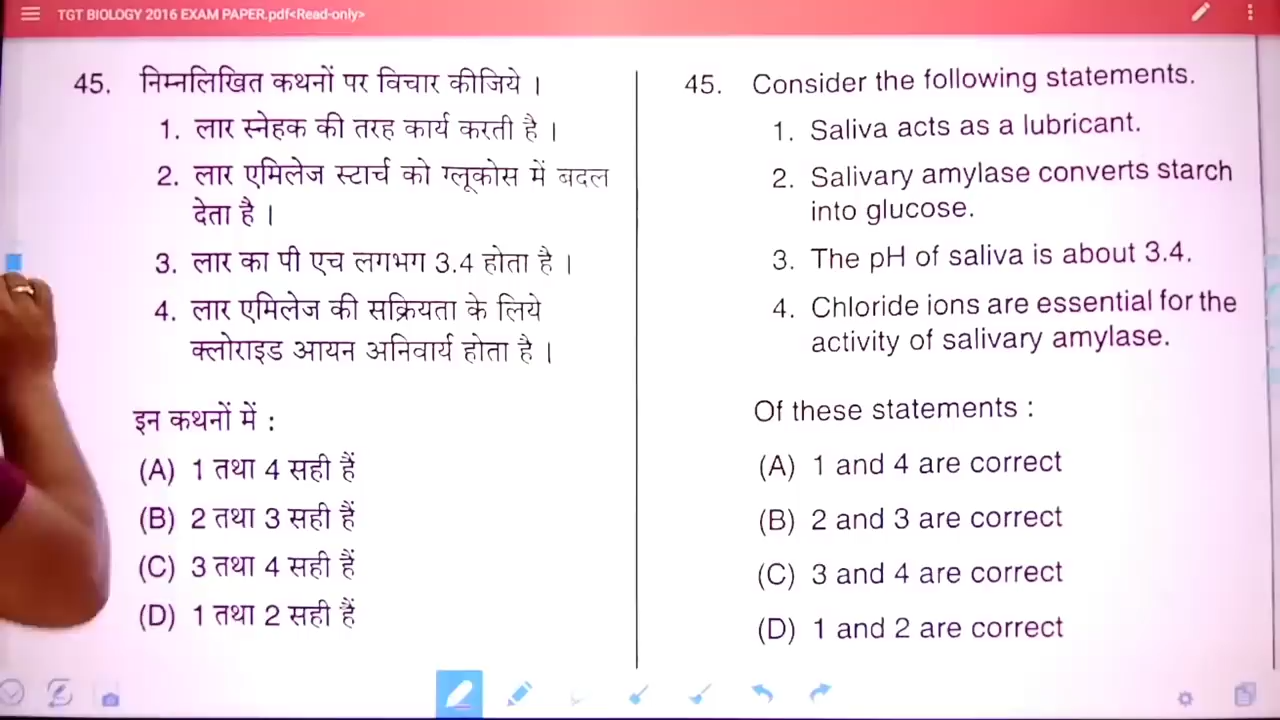 TGT BIOLOGY 2016 EXAM PAPER.pdf<Read-only>
45. निम्नलिखित कथनों पर विचार कीजिये ।
1. लार स्नेहक की तरह कार्य करती है ।
2. लार एमिलेज स्टार्च को ग्लूकोस में बदल
देता है ।
3. लार का पी एच लगभग 3.4 होता है ।
4. लार एमिलेज की सक्रियता के लिये
क्लोराइड आयन अनिवार्य होता है ।
इन कथनों में :
(A) 1 तथा 4 सही हैं
(B) 2 तथा 3 सही हैं
(C) 3 तथा 4 सही हैं
(D) 1 तथा 2 सही हैं
45. Consider the following statements.
1. Saliva acts as a lubricant.
2. Salivary amylase converts starch
into glucose.
3. The pH of saliva is about 3.4.
4. Chloride ions are essential for the
activity of salivary amylase.
Of these statements :
(A) 1 and 4 are correct
(B) 2 and 3 are correct
(C) 3 and 4 are correct
(D) 1 and 2 are correct